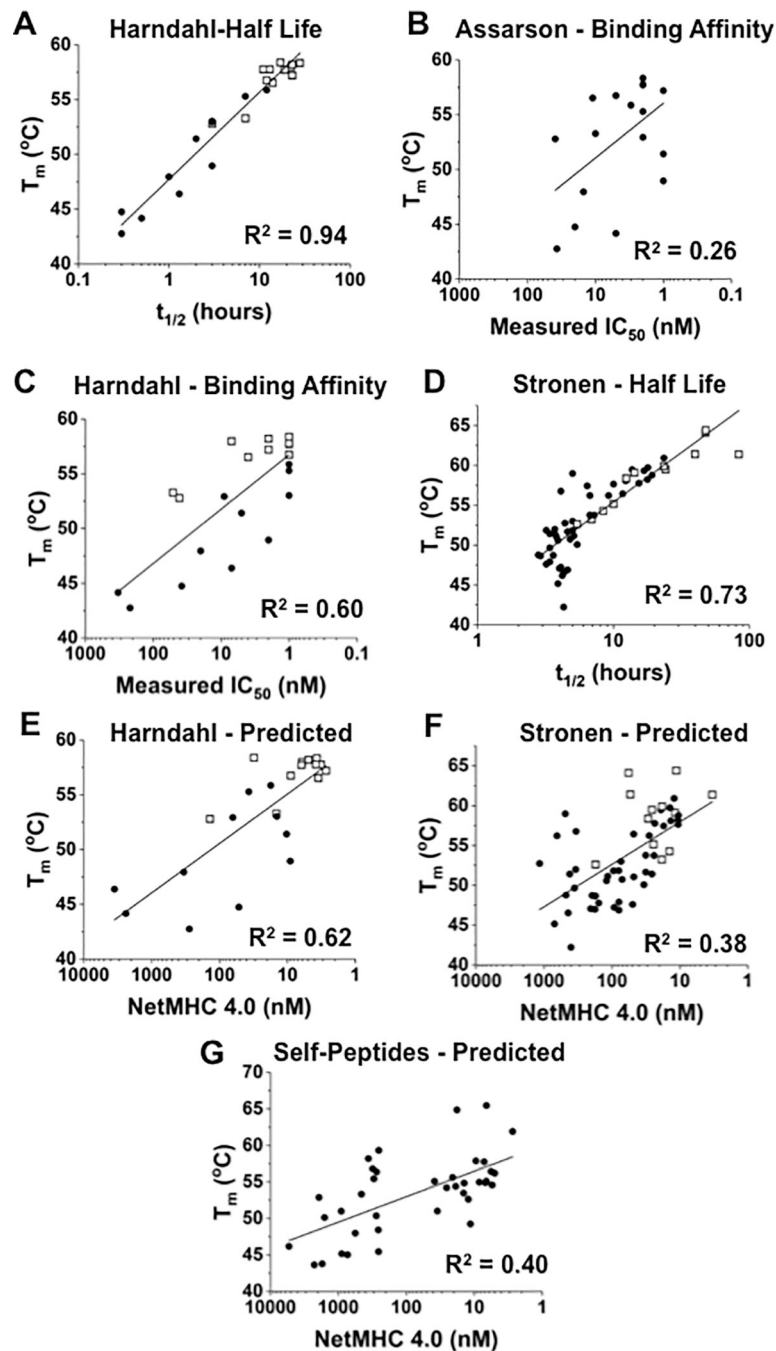 A Harndahl-Half Life
60
55
50
45
40
Tm (°C)
R² = 0.94
0.1 1 10 100
t1/2 (hours)
B Assarson - Binding Affinity
60
55
50
45
40
Tm (°C)
R² = 0.26
1000 100 10 1 0.1
Measured IC50 (nM)
C Harndahl - Binding Affinity
60
55
50
45
40
Tm (°C)
R² = 0.60
1000 100 10 1 0.1
Measured IC50 (nM)
D Stronen - Half Life
65
60
55
50
45
40
Tm (°C)
R² = 0.73
1 10 100
t1/2 (hours)
E Harndahl - Predicted
60
55
50
45
40
Tm (°C)
R² = 0.62
10000 1000 100 10 1
NetMHC 4.0 (nM)
F Stronen - Predicted
65
60
55
50
45
40
Tm (°C)
R² = 0.38
10000 1000 100 10 1
NetMHC 4.0 (nM)
G Self-Peptides - Predicted
70
65
60
55
50
45
40
Tm (°C)
R² = 0.40
10000 1000 100 10 1
NetMHC 4.0 (nM)